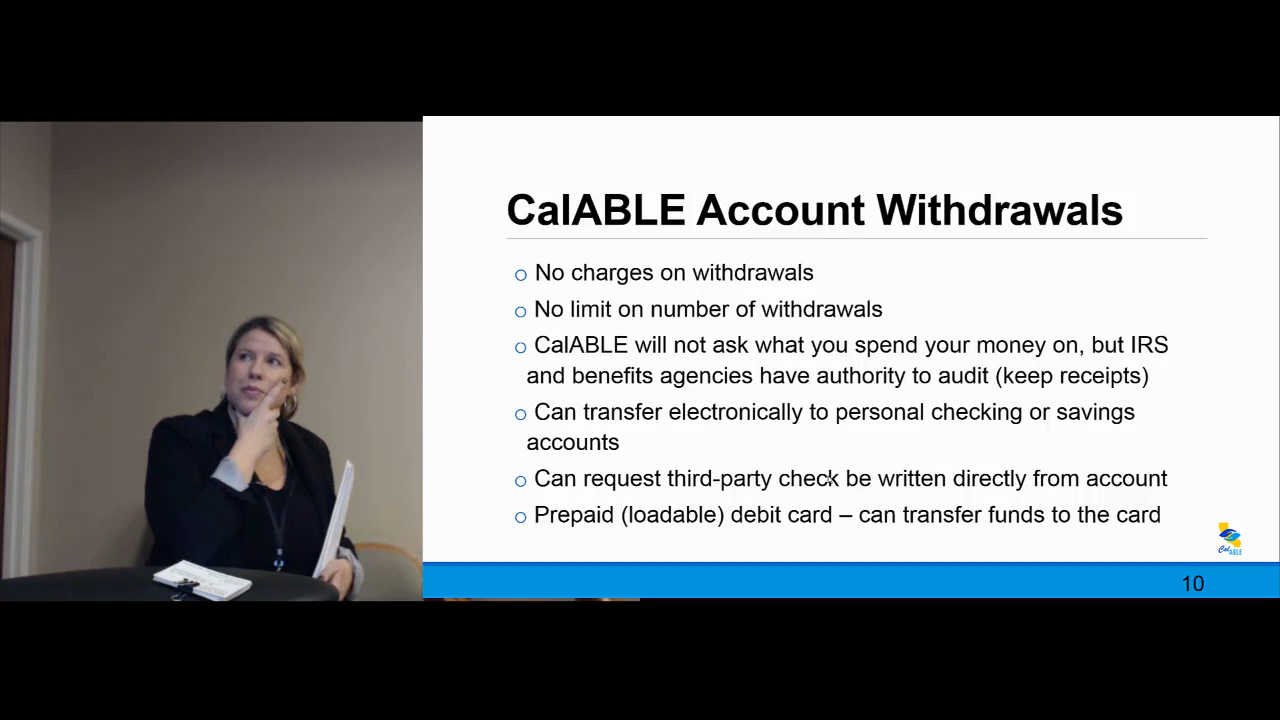 CalABLE Account Withdrawals
No charges on withdrawals
No limit on number of withdrawals
CalABLE will not ask what you spend your money on, but IRS
and benefits agencies have authority to audit (keep receipts)
Can transfer electronically to personal checking or savings
accounts
Can request third-party check be written directly from account
Prepaid (loadable) debit card – can transfer funds to the card
Cal ABLE
10